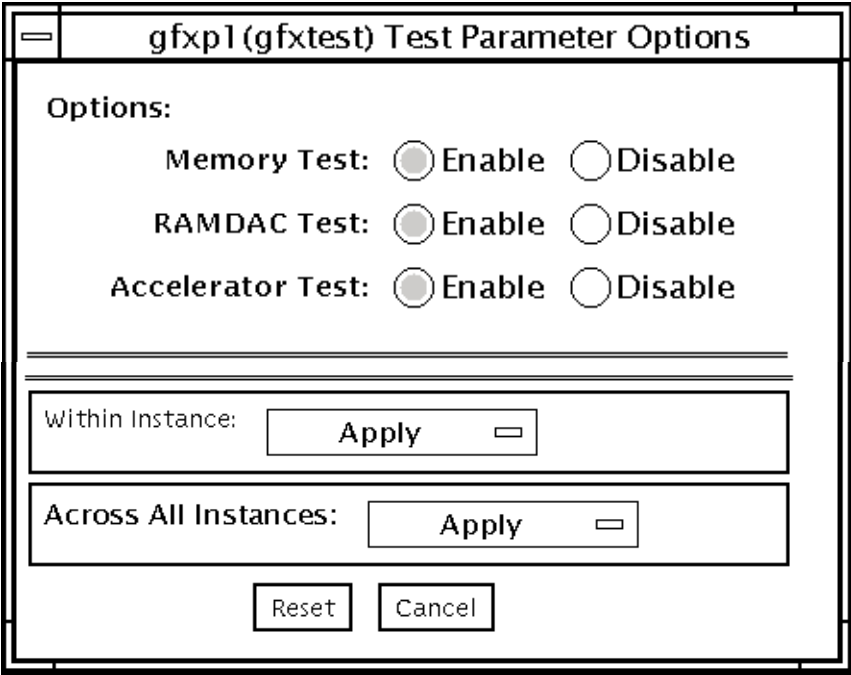 gfxp1(gfxtest) Test Parameter Options
Options:
Memory Test: Enable Disable
RAMDAC Test: Enable Disable
Accelerator Test: Enable Disable
Within Instance: Apply
Across All Instances: Apply
Reset Cancel